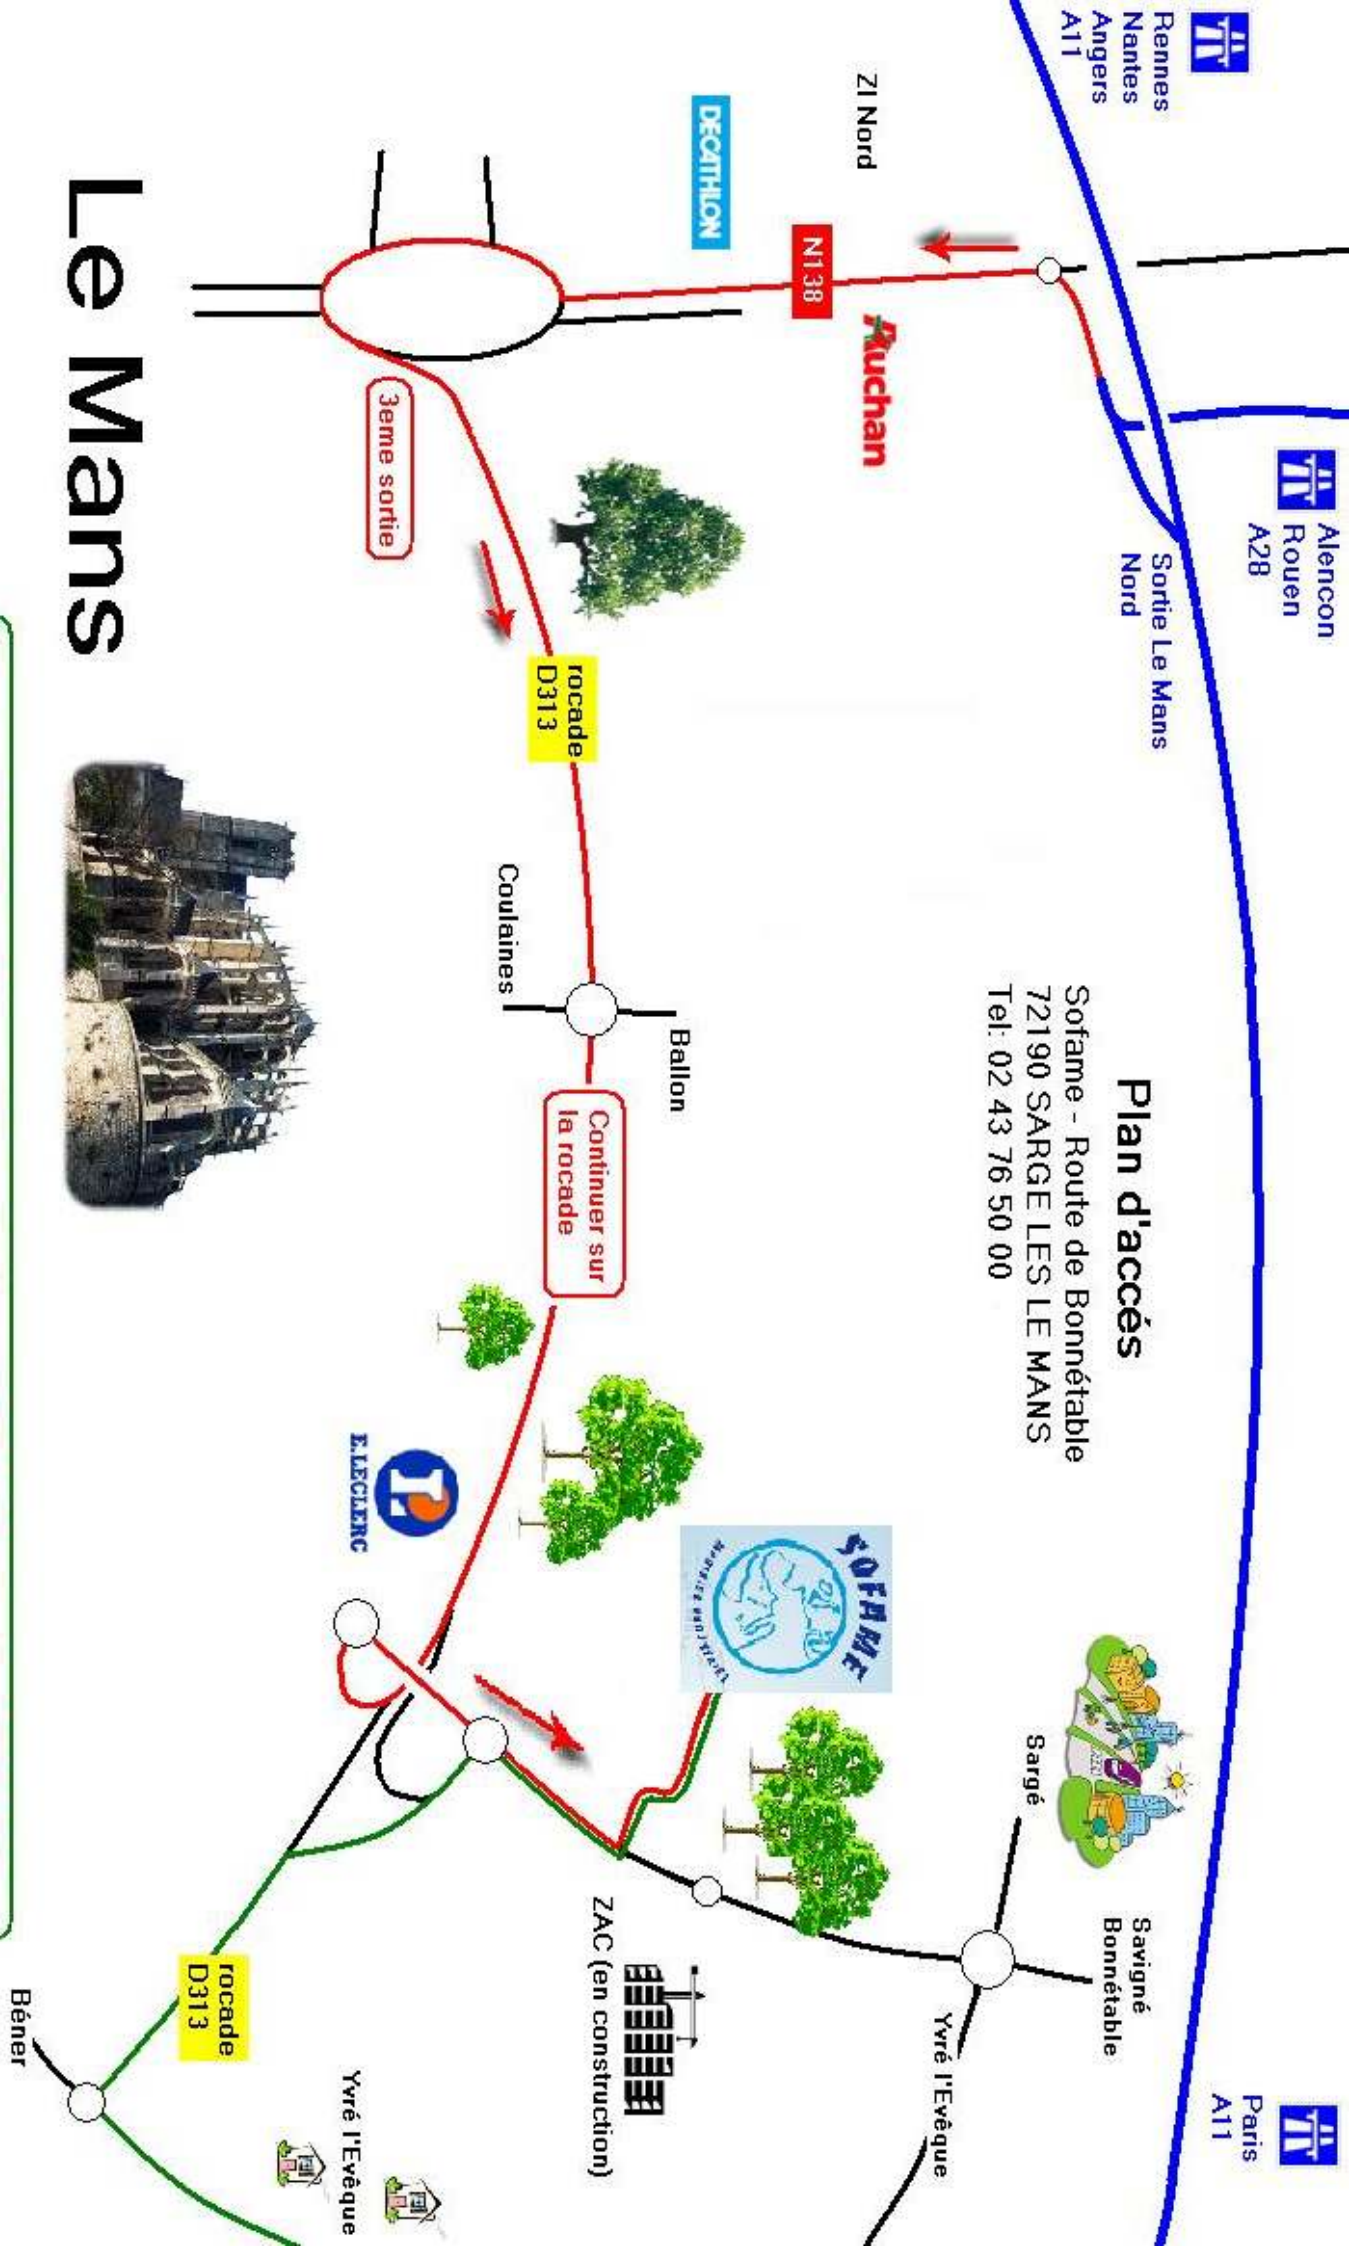 Rennes
Nantes
Angers
A11
Alencon
Rouen
A28
Sortie Le Mans
Nord
Paris
A11
Plan d'accés
Sofame - Route de Bonnétable
72190 SARGE LES LE MANS
Tel: 02 43 76 50 00
ZI Nord
DECATHLON
N138
Auchan
3eme sortie
rocade
D313
Coulaines
Ballon
Continuer sur
la rocade
E.LECLERC
SOFAME
Sargé
Savigné
Bonnétable
Yvré l'Evêque
ZAC (en construction)
rocade
D313
Yvré l'Evêque
Béner
Le Mans